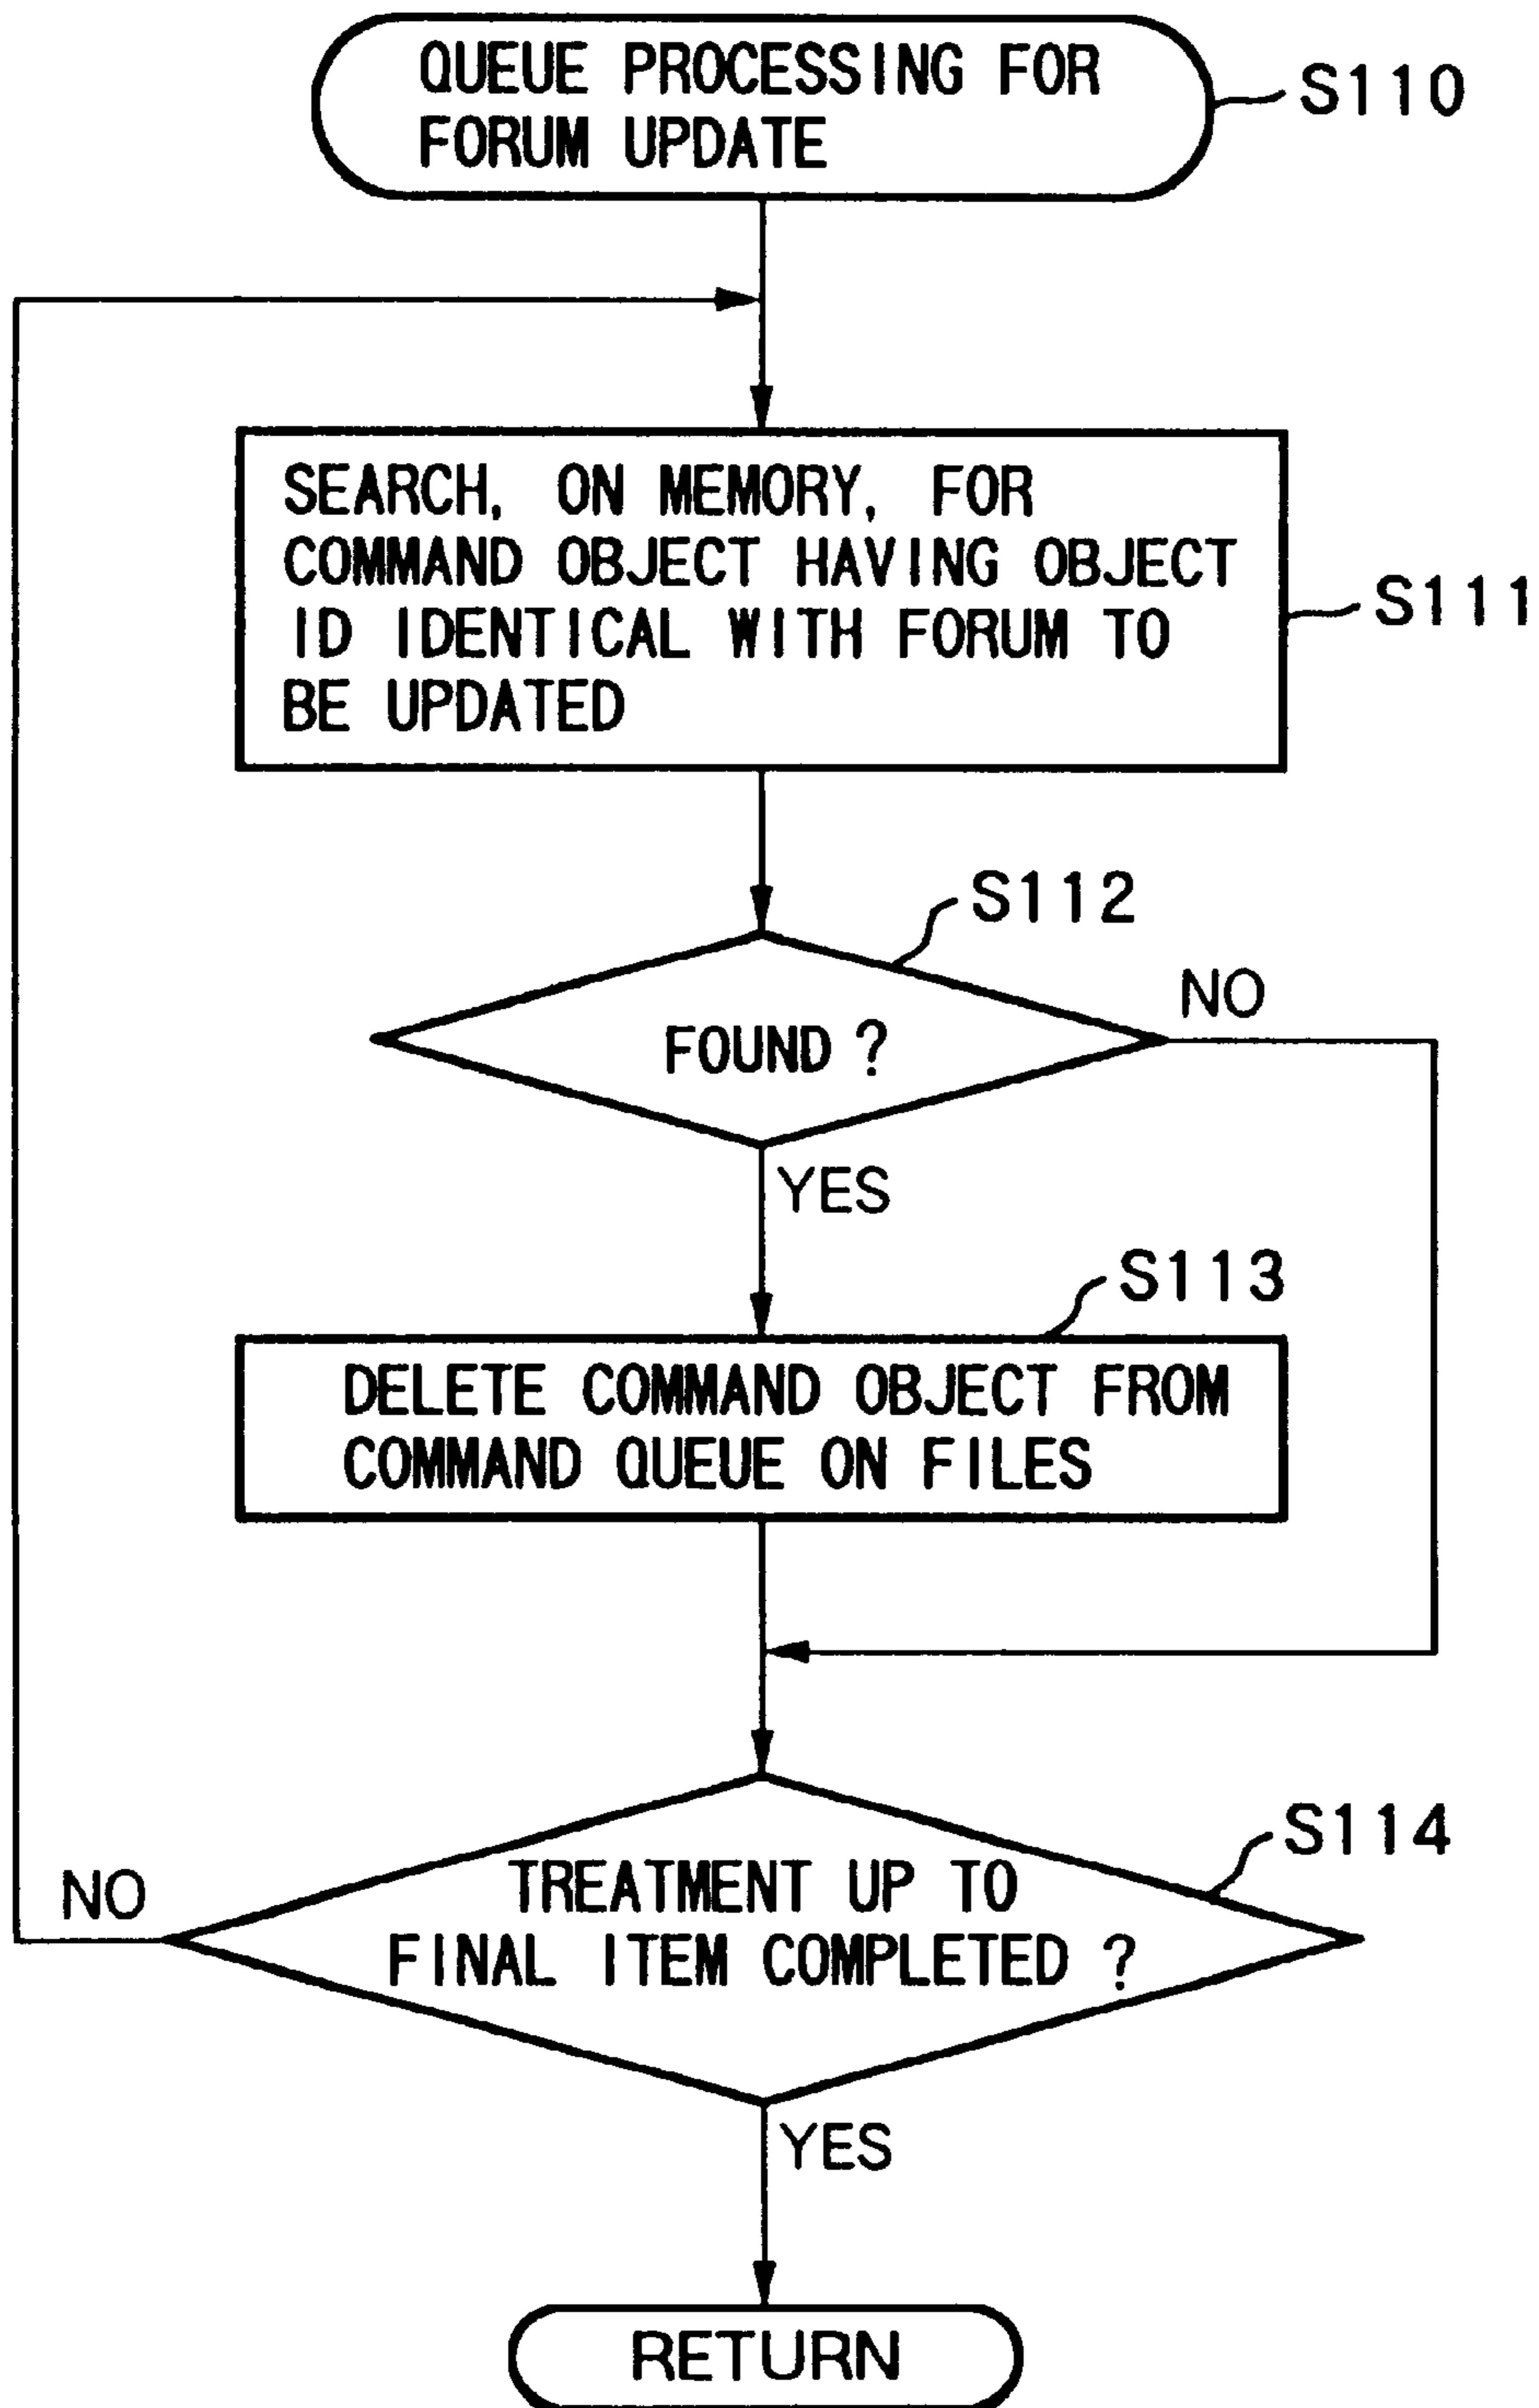 QUEUE PROCESSING FOR
FORUM UPDATE
S110
SEARCH, ON MEMORY, FOR
COMMAND OBJECT HAVING OBJECT
ID IDENTICAL WITH FORUM TO
BE UPDATED
S111
S112
FOUND ?
NO
YES
S113
DELETE COMMAND OBJECT FROM
COMMAND QUEUE ON FILES
S114
TREATMENT UP TO
FINAL ITEM COMPLETED ?
NO
YES
RETURN